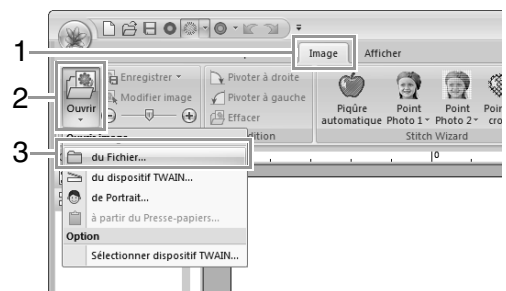 1
Image Afficher
2
Ouvrir
Enregistrer
Modifier image
Pivoter à droite
Pivoter à gauche
Effacer
Piqûre automatique
Point Photo 1
Point Photo 2
Stitch Wizard
3
du Fichier...
0
du dispositif TWAIN...
de Portrait...
à partir du Presse-papiers...
Option
Sélectionner dispositif TWAIN...